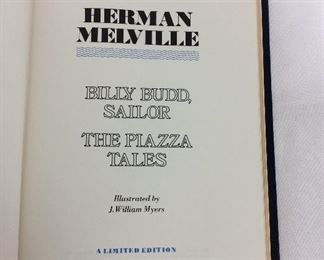 HERMAN
MELVILLE
BILLY BUDD,
SAILOR
THE PIAZZA
TALES
Illustrated by
J. William Myers
A LIMITED EDITION